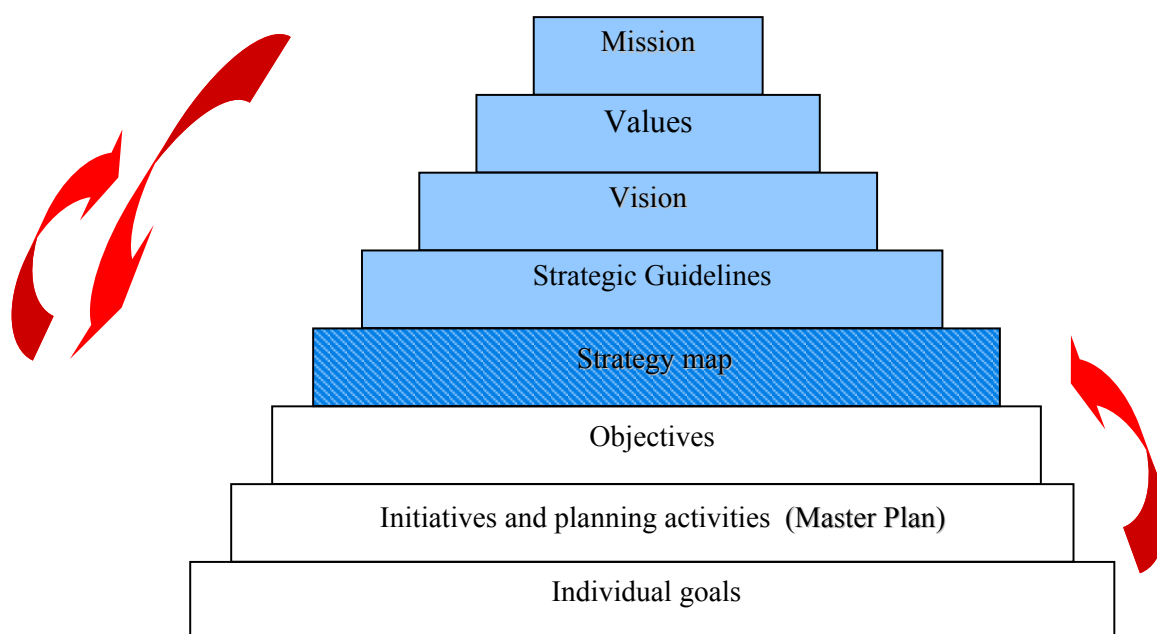 Mission
Values
Vision
Strategic Guidelines
Strategy map
Objectives
Initiatives and planning activities (Master Plan)
Individual goals